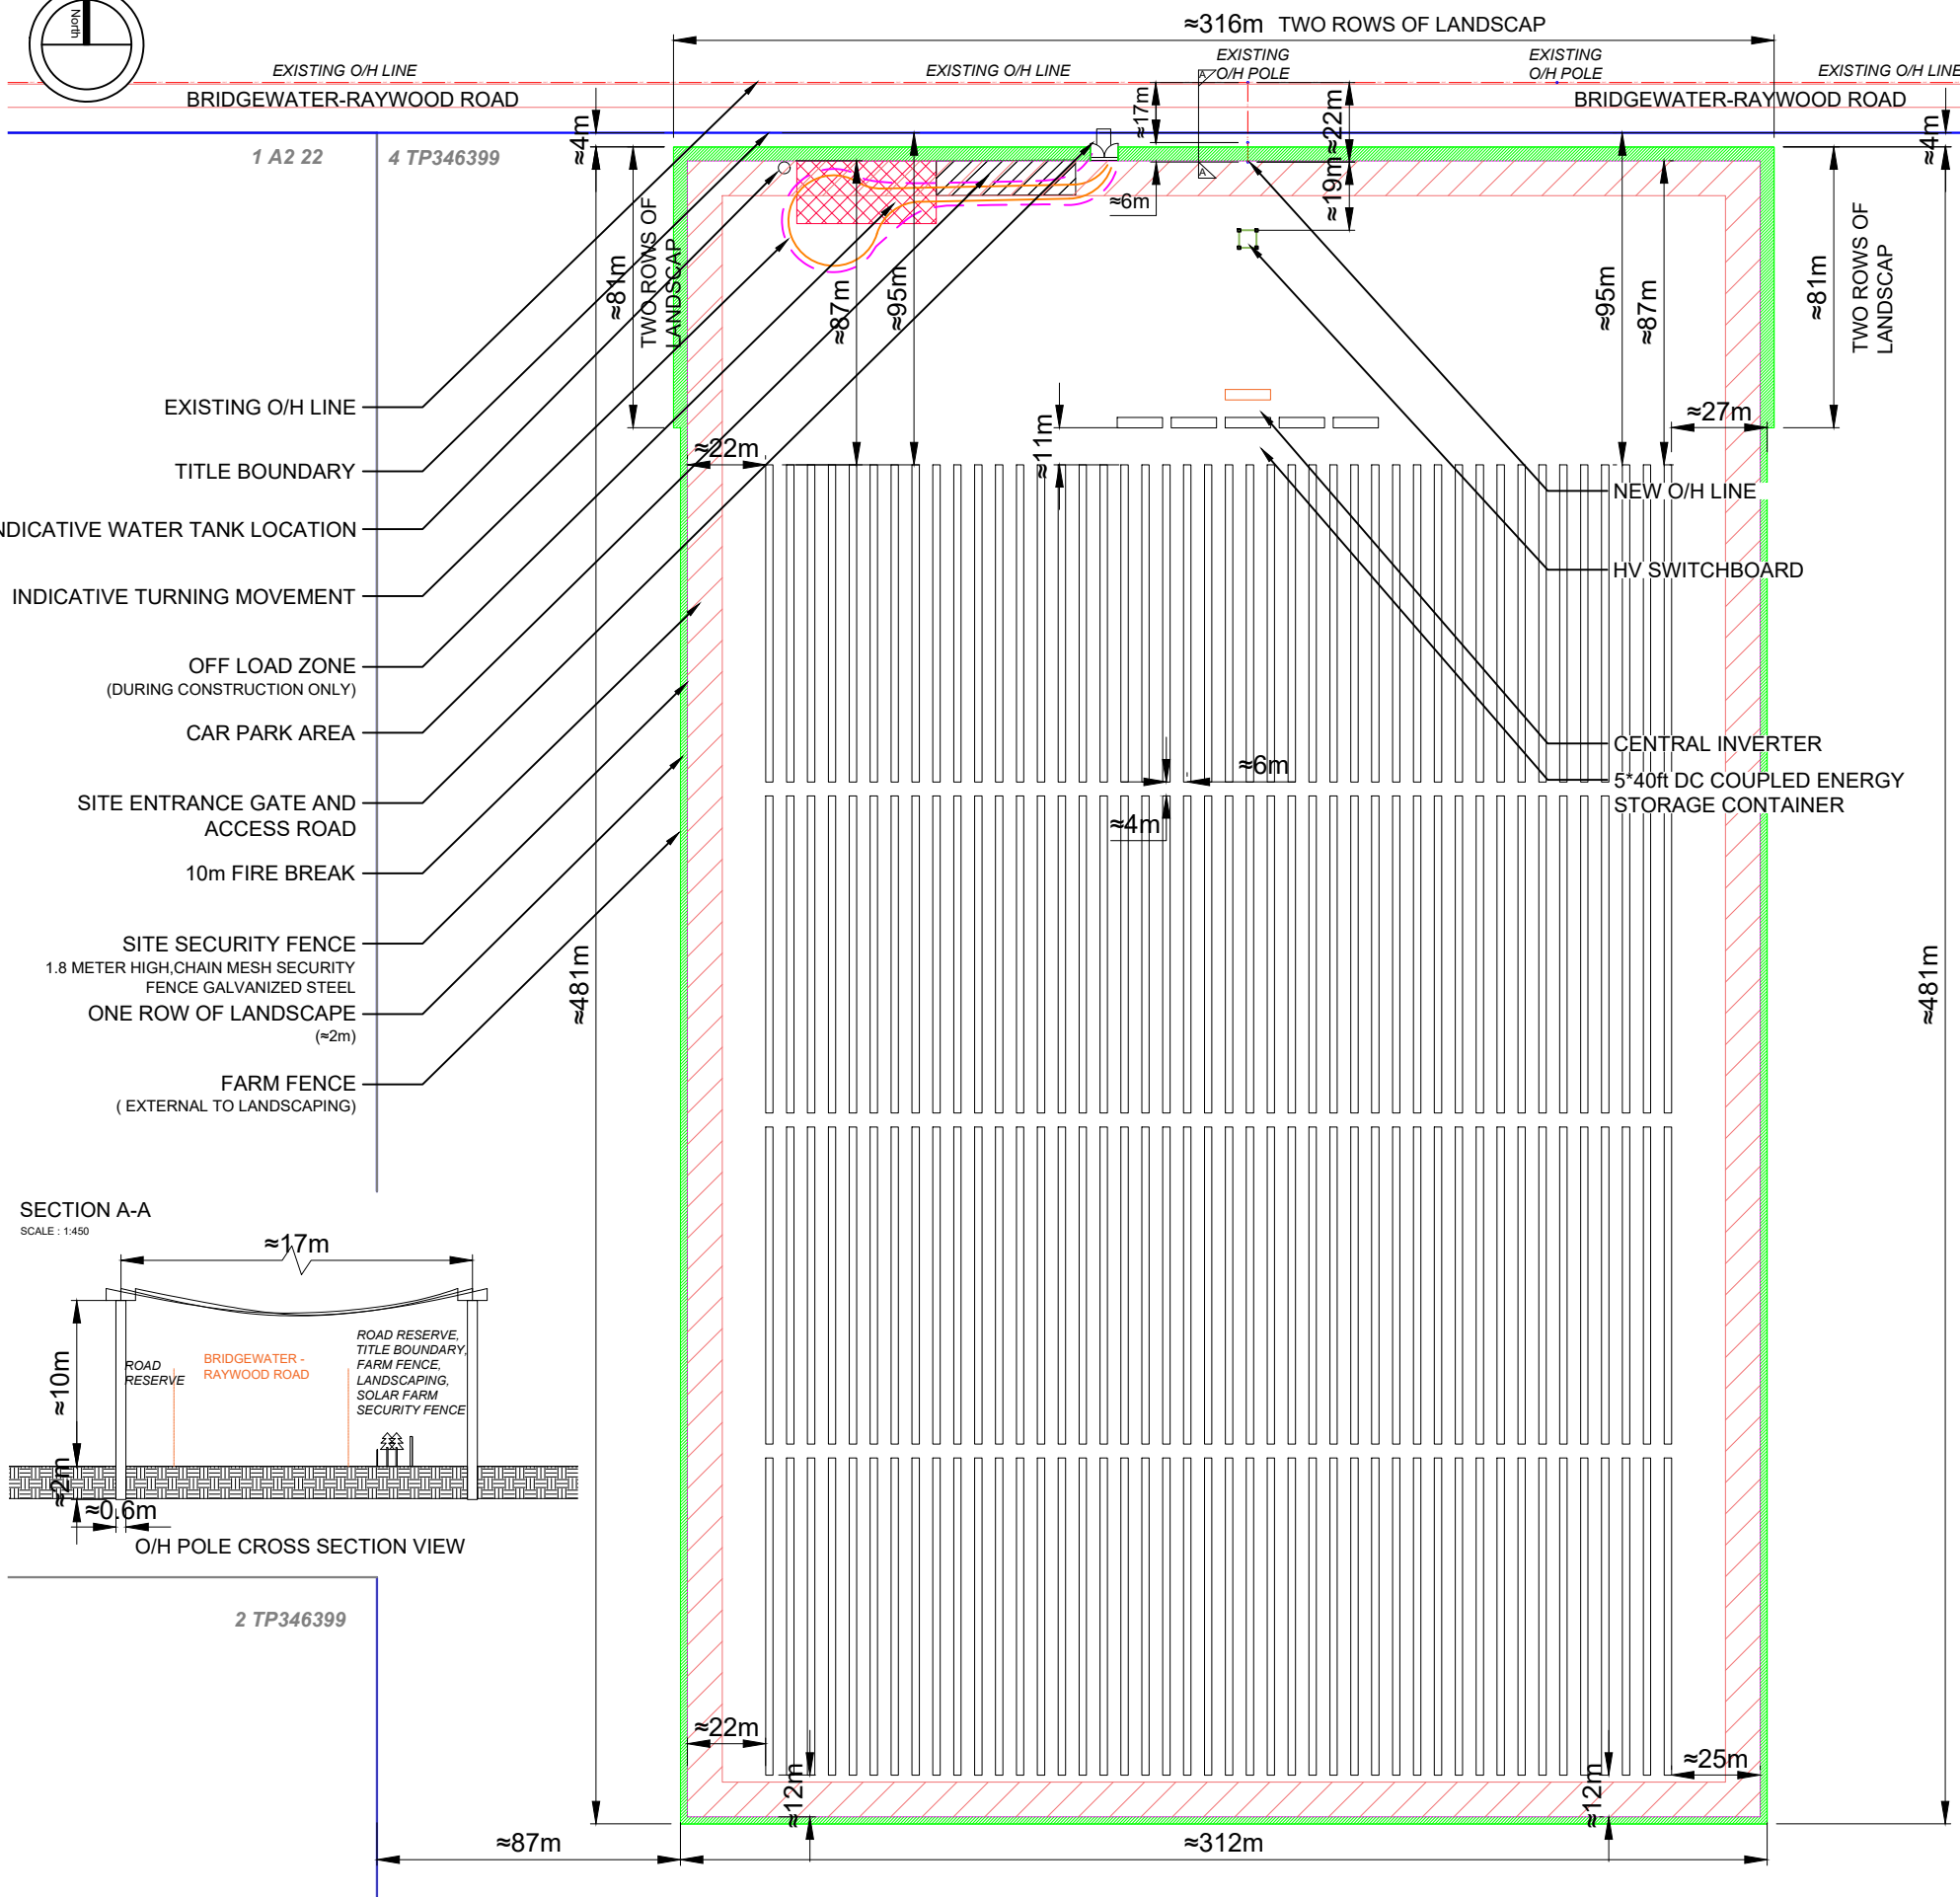 North
≈316m TWO ROWS OF LANDSCAP
EXISTING O/H LINE
EXISTING O/H LINE
EXISTING
O/H POLE
EXISTING
O/H POLE
EXISTING O/H LINE
BRIDGEWATER-RAYWOOD ROAD
BRIDGEWATER-RAYWOOD ROAD
A
A
≈17m
≈22m
≈4m
≈4m
1 A2 22
4 TP346399
≈6m
≈19m
≈81m
TWO ROWS OF
LANDSCAP
≈87m
≈95m
≈95m
≈87m
≈81m
TWO ROWS OF
LANDSCAP
EXISTING O/H LINE
TITLE BOUNDARY
NDICATIVE WATER TANK LOCATION
INDICATIVE TURNING MOVEMENT
OFF LOAD ZONE
(DURING CONSTRUCTION ONLY)
CAR PARK AREA
SITE ENTRANCE GATE AND
ACCESS ROAD
10m FIRE BREAK
SITE SECURITY FENCE
1.8 METER HIGH,CHAIN MESH SECURITY
FENCE GALVANIZED STEEL
ONE ROW OF LANDSCAPE
(≈2m)
FARM FENCE
( EXTERNAL TO LANDSCAPING)
≈22m
≈11m
≈27m
NEW O/H LINE
HV SWITCHBOARD
CENTRAL INVERTER
5*40ft DC COUPLED ENERGY
STORAGE CONTAINER
≈6m
≈4m
≈481m
≈481m
SECTION A-A
SCALE : 1:450
≈17m
≈10m
ROAD
RESERVE
BRIDGEWATER -
RAYWOOD ROAD
ROAD RESERVE,
TITLE BOUNDARY,
FARM FENCE,
LANDSCAPING,
SOLAR FARM
SECURITY FENCE
≈2m
≈0.6m
O/H POLE CROSS SECTION VIEW
2 TP346399
≈22m
≈12m
≈12m
≈25m
≈87m
≈312m